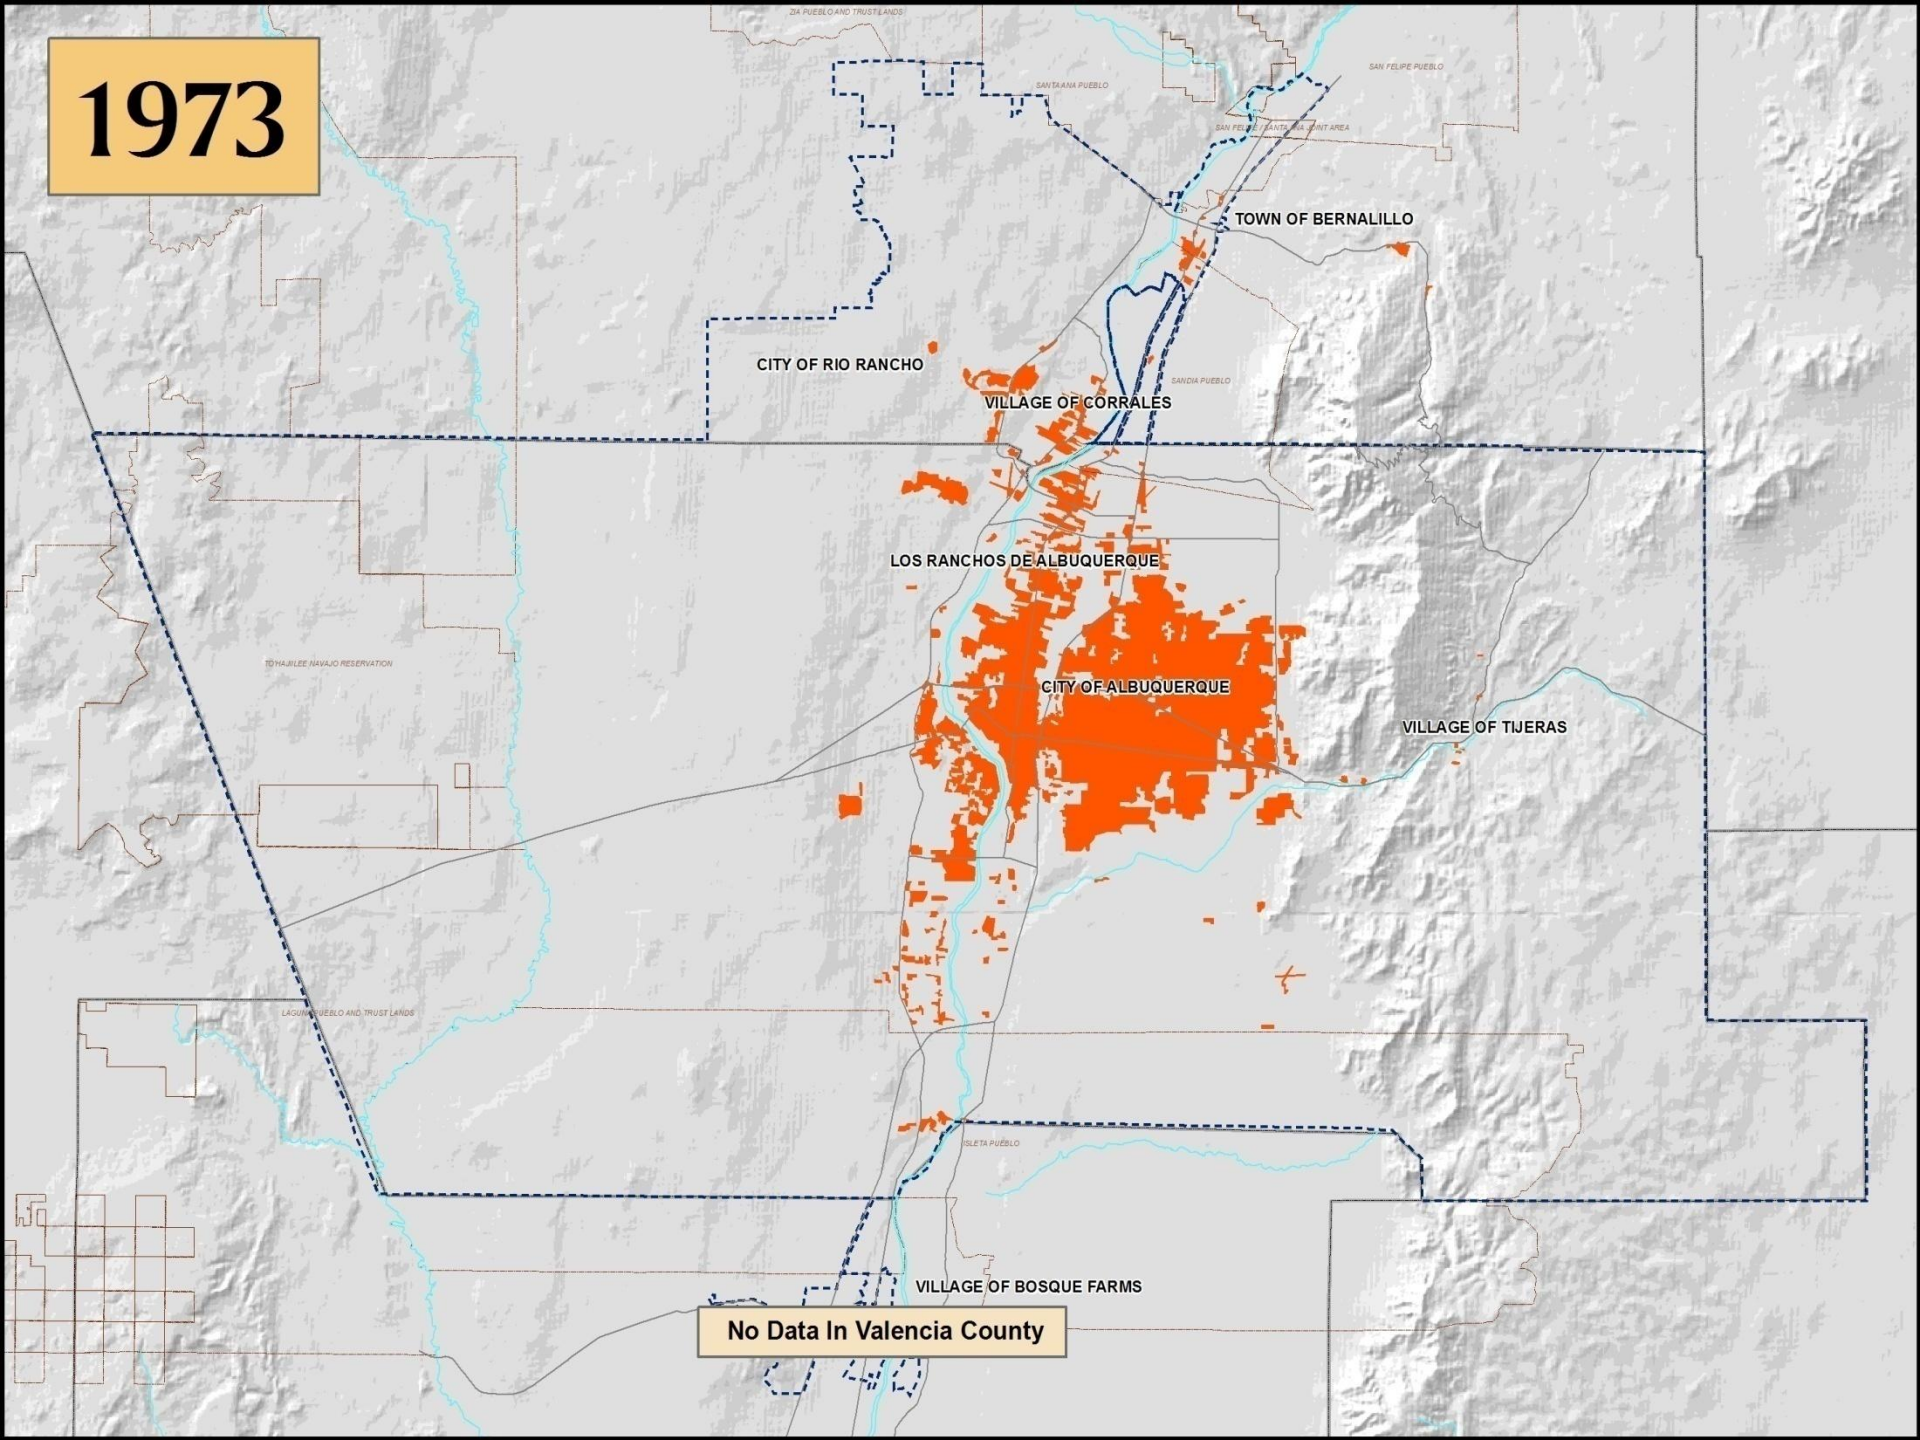 ZIA PUEBLO AND TRUST LANDS
1973
SAN FELIPE PUEBLO
SANTA ANA PUEBLO
SAN FELIPE / SANTA ANA JOINT AREA
TOWN OF BERNALILLO
CITY OF RIO RANCHO
SANDIA PUEBLO
VILLAGE OF CORRALES
LOS RANCHOS DE ALBUQUERQUE
TO'HAJIILEE NAVAJO RESERVATION
CITY OF ALBUQUERQUE
VILLAGE OF TIJERAS
LAGUNA PUEBLO AND TRUST LANDS
ISLETA PUEBLO
VILLAGE OF BOSQUE FARMS
No Data In Valencia County